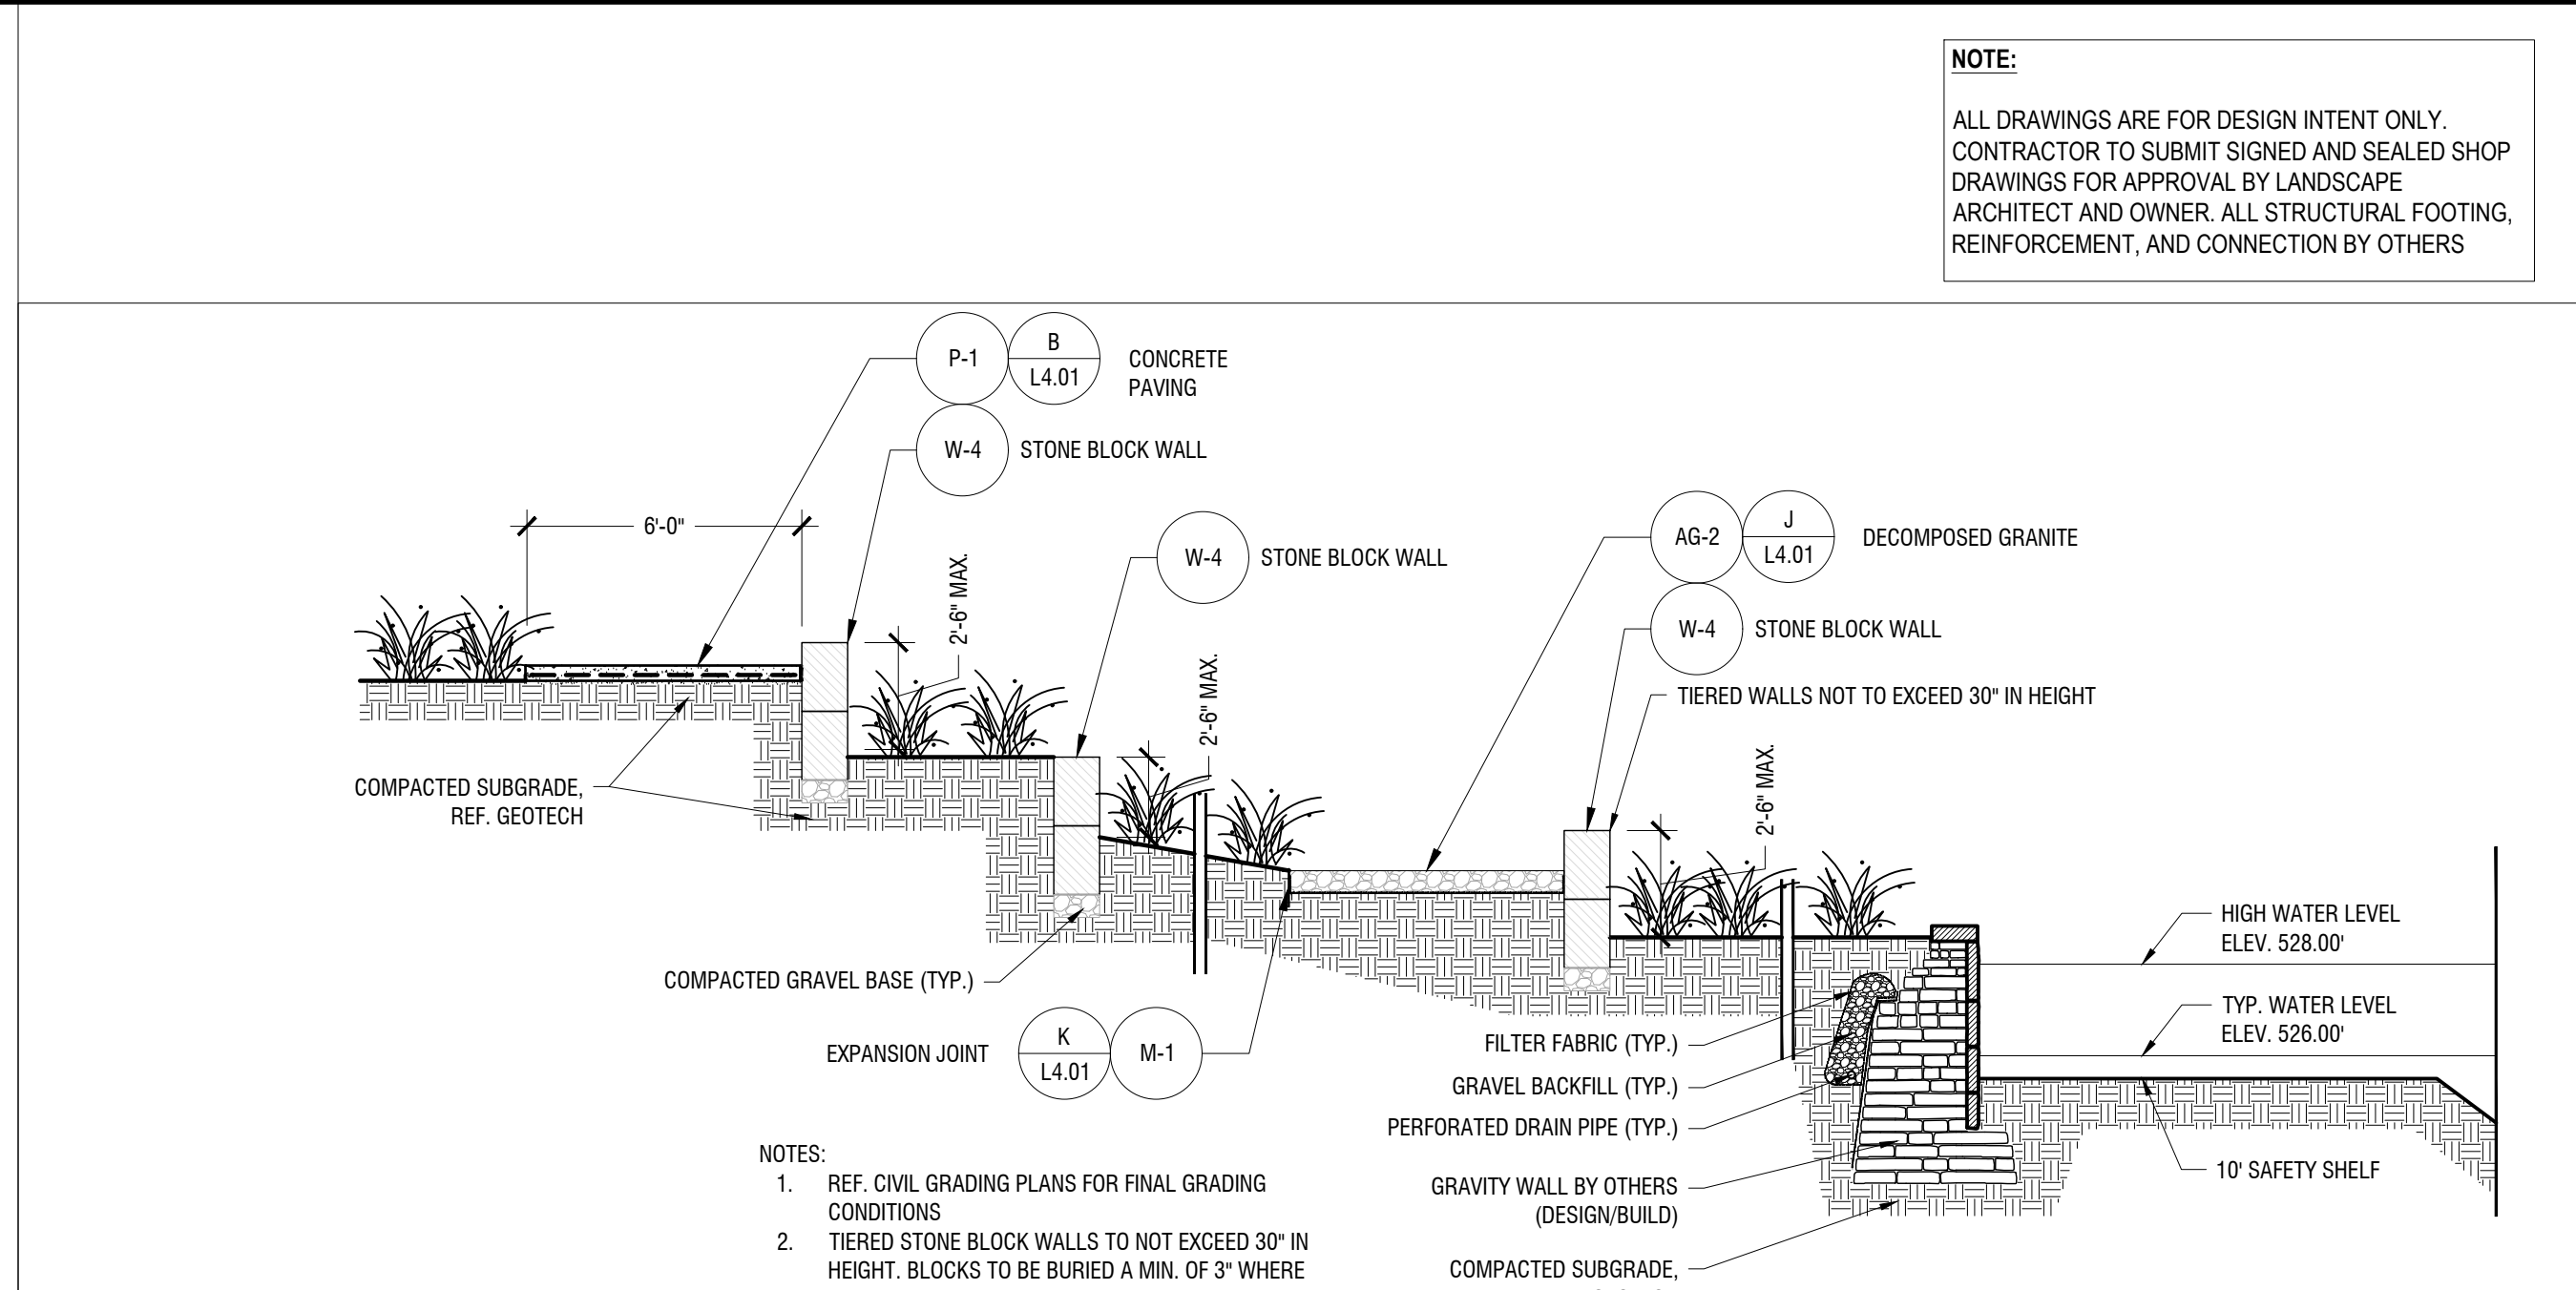 NOTE:
ALL DRAWINGS ARE FOR DESIGN INTENT ONLY.
CONTRACTOR TO SUBMIT SIGNED AND SEALED SHOP
DRAWINGS FOR APPROVAL BY LANDSCAPE
ARCHITECT AND OWNER. ALL STRUCTURAL FOOTING,
REINFORCEMENT, AND CONNECTION BY OTHERS
P-1
B
L4.01
CONCRETE
PAVING
W-4
STONE BLOCK WALL
6'-0"
2'-6" MAX.
W-4
STONE BLOCK WALL
2'-6" MAX.
AG-2
J
L4.01
DECOMPOSED GRANITE
W-4
STONE BLOCK WALL
TIERED WALLS NOT TO EXCEED 30" IN HEIGHT
2'-6" MAX.
COMPACTED SUBGRADE,
REF. GEOTECH
COMPACTED GRAVEL BASE (TYP.)
EXPANSION JOINT
K
L4.01
M-1
HIGH WATER LEVEL
ELEV. 528.00'
TYP. WATER LEVEL
ELEV. 526.00'
FILTER FABRIC (TYP.)
GRAVEL BACKFILL (TYP.)
PERFORATED DRAIN PIPE (TYP.)
GRAVITY WALL BY OTHERS
(DESIGN/BUILD)
10' SAFETY SHELF
COMPACTED SUBGRADE,
NOTES:
1. REF. CIVIL GRADING PLANS FOR FINAL GRADING
CONDITIONS
2. TIERED STONE BLOCK WALLS TO NOT EXCEED 30" IN
HEIGHT. BLOCKS TO BE BURIED A MIN. OF 3" WHERE